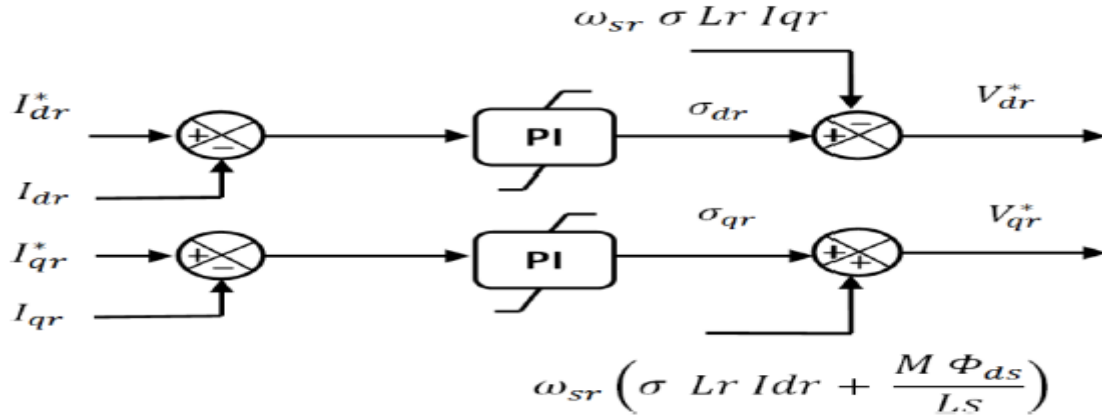 ω_sr σ Lr Iqr
I*_dr
+
−
PI
σ_dr
+
−
V*_dr
I_dr
I*_qr
+
−
PI
σ_qr
+
+
V*_qr
I_qr
ω_sr (σ Lr Idr + M Φ_ds / LS)